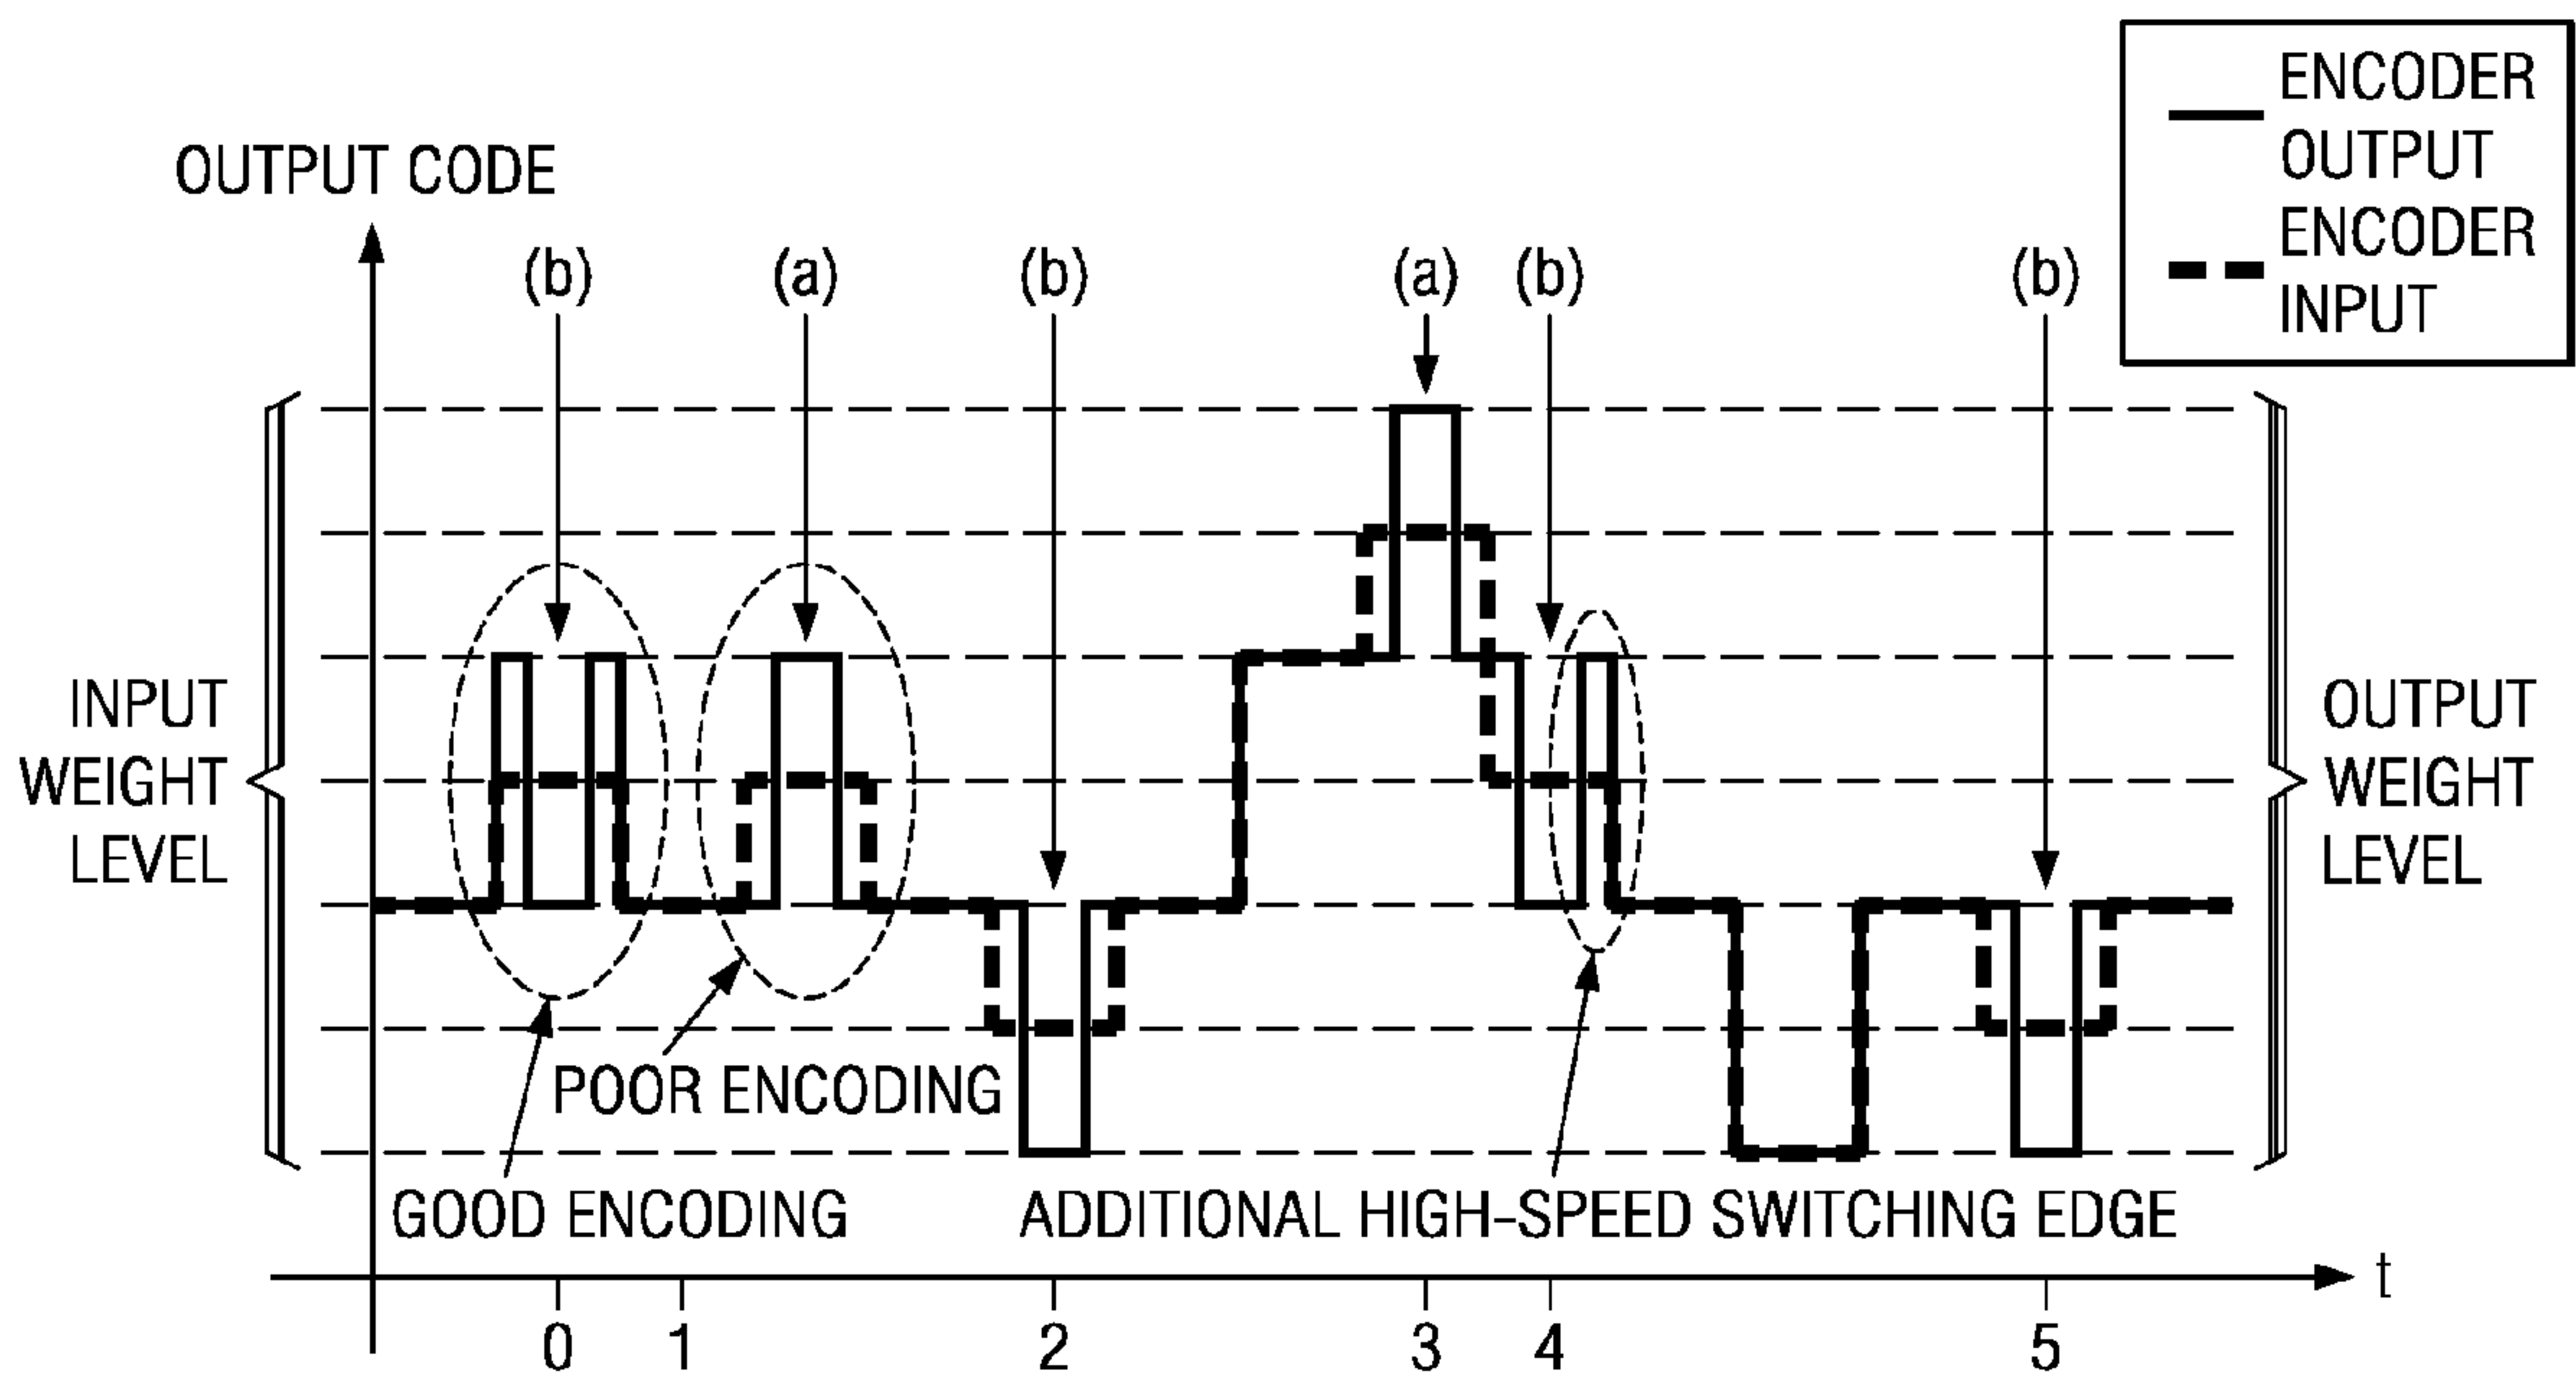 ENCODER
OUTPUT
ENCODER
INPUT
OUTPUT CODE
(b) (a) (b) (a) (b) (b)
INPUT
WEIGHT
LEVEL
OUTPUT
WEIGHT
LEVEL
POOR ENCODING
GOOD ENCODING
ADDITIONAL HIGH-SPEED SWITCHING EDGE
t
0 1 2 3 4 5